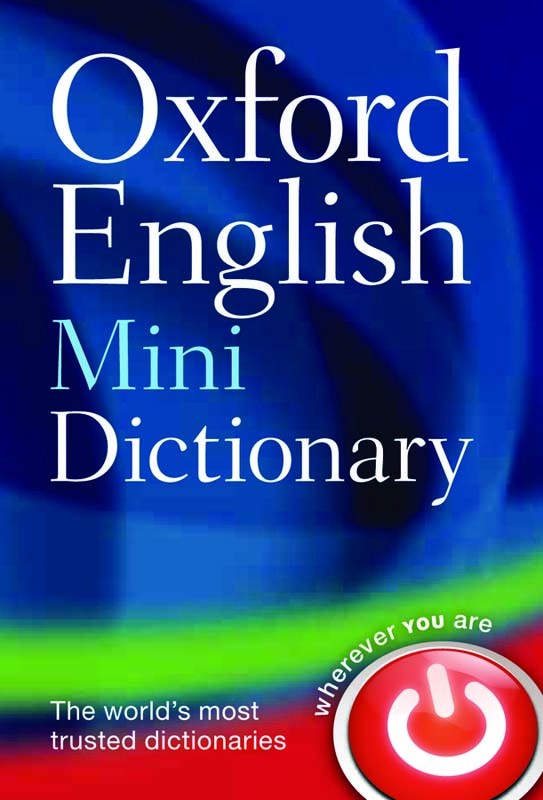 Oxford
English
Mini
Dictionary
wherever YOU are
The world's most
trusted dictionaries